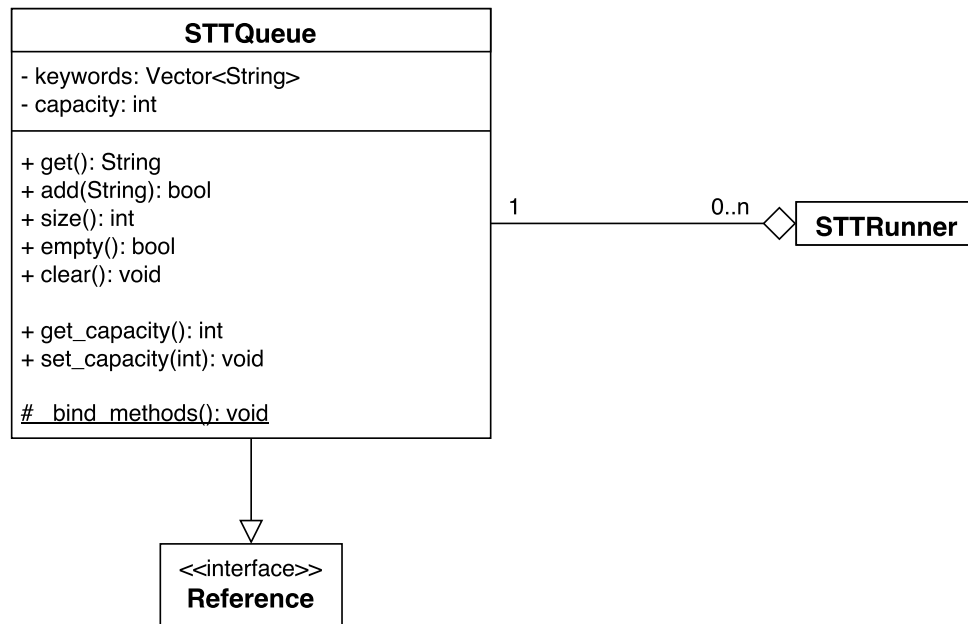 STTQueue
- keywords: Vector<String>
- capacity: int
+ get(): String
+ add(String): bool
+ size(): int
+ empty(): bool
+ clear(): void
+ get_capacity(): int
+ set_capacity(int): void
# _bind_methods(): void
1
0..n
STTRunner
<<interface>>
Reference